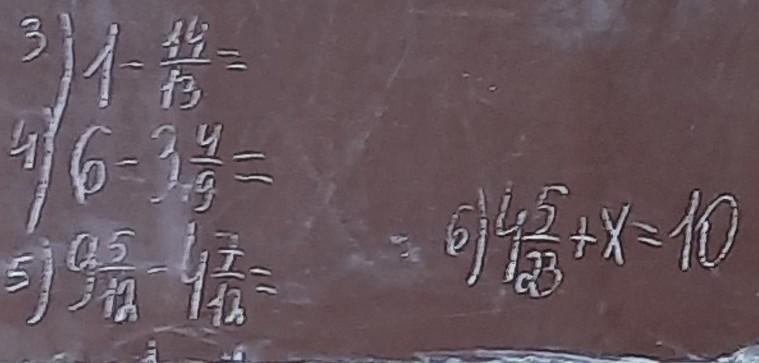 3) 1 - 14/13 =
4) 6 - 3 4/9 =
5) 9 5/12 - 4 7/12 =
6) 4 5/23 + x = 10